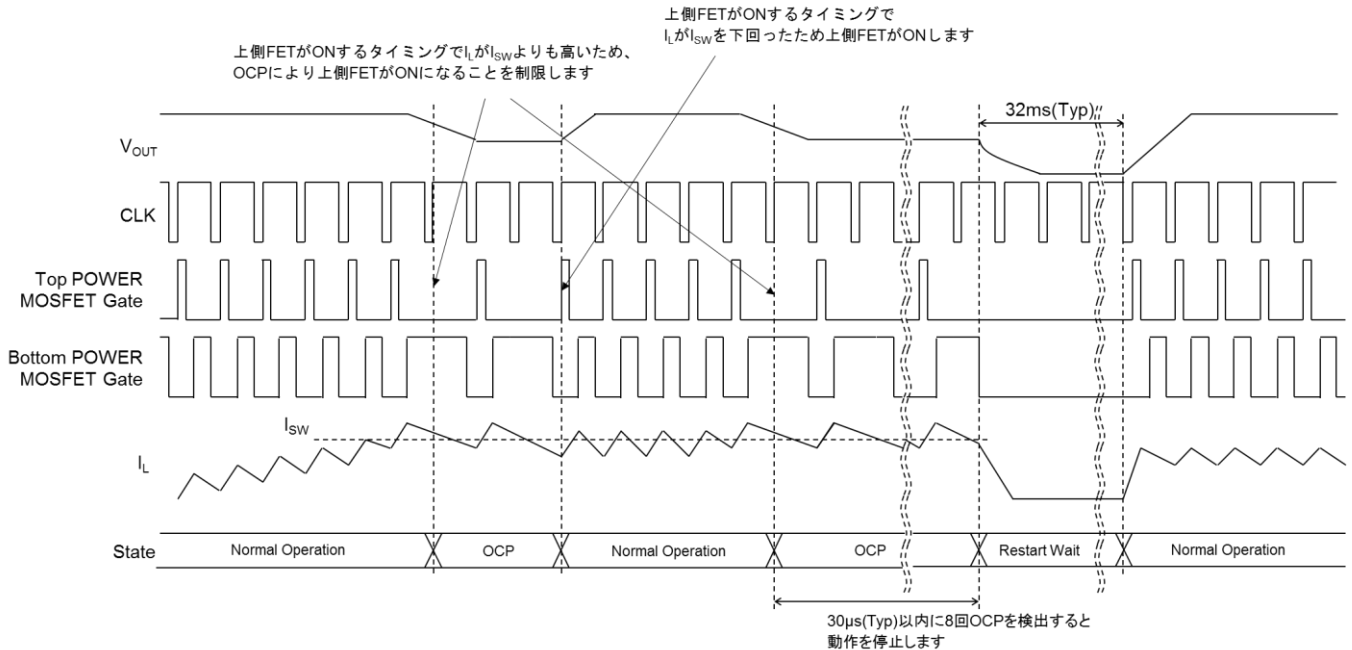 上側FETがONするタイミングで
I_LがI_SWを下回ったため上側FETがONします
上側FETがONするタイミングでI_LがI_SWよりも高いため、
OCPにより上側FETがONになることを制限します
32ms(Typ)
V_OUT
CLK
Top POWER
MOSFET Gate
Bottom POWER
MOSFET Gate
I_SW
I_L
State
Normal Operation
OCP
Normal Operation
OCP
Restart Wait
Normal Operation
30μs(Typ)以内に8回OCPを検出すると
動作を停止します